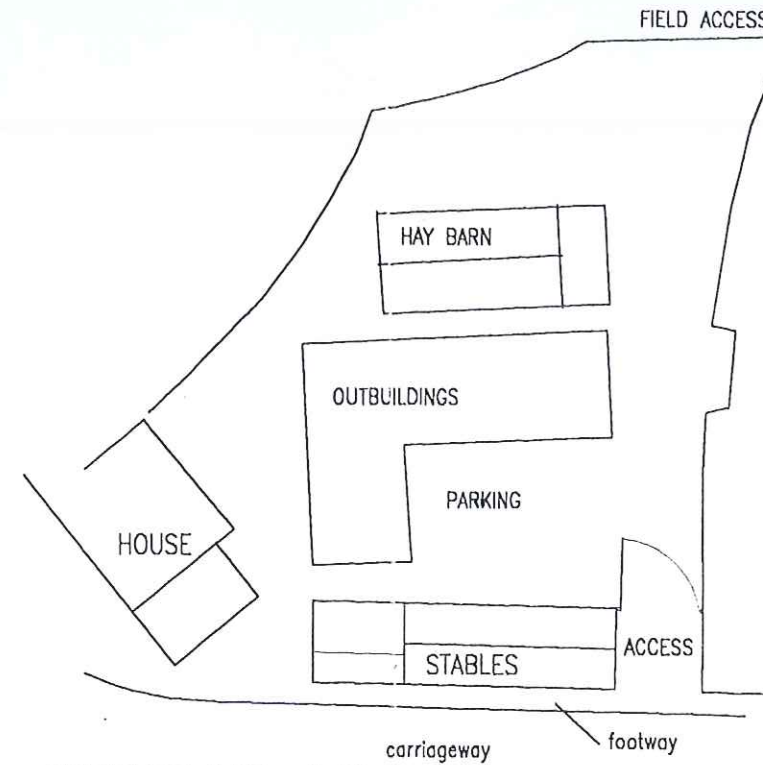 FIELD ACCESS
HAY BARN
OUTBUILDINGS
PARKING
HOUSE
ACCESS
STABLES
footway
carriageway